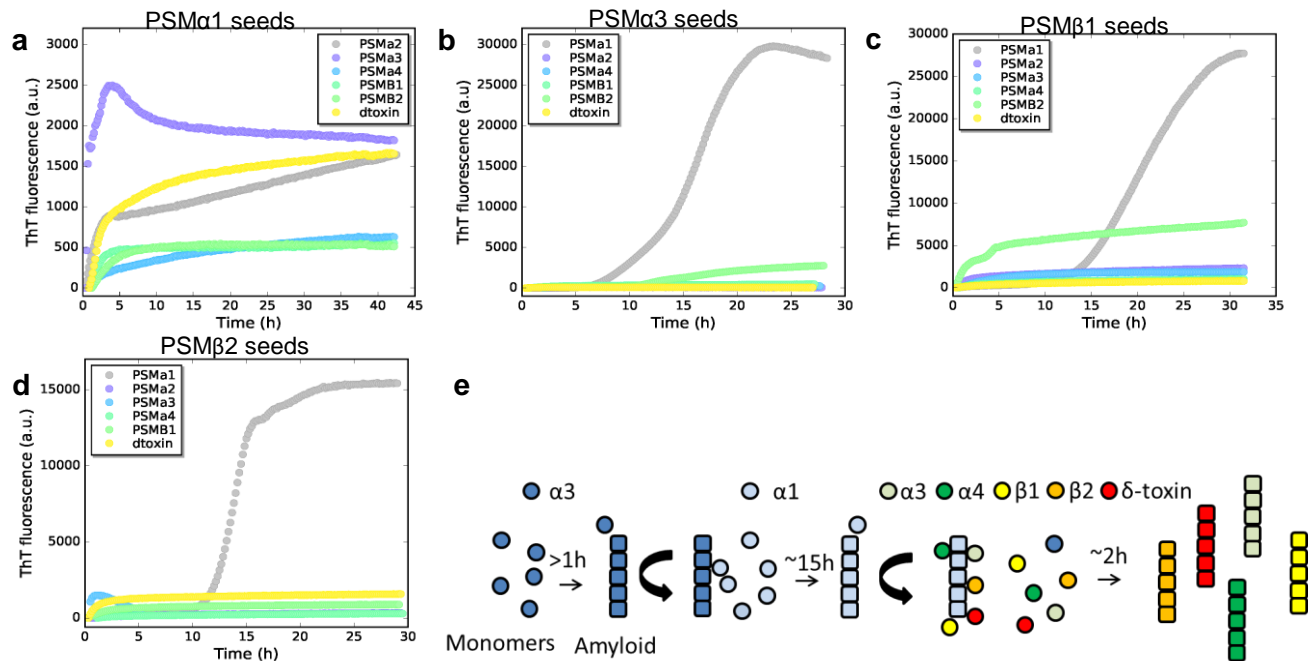 PSMα1 seeds
a
ThT fluorescence (a.u.)
3000
2500
2000
1500
1000
500
0
PSMa2
PSMa3
PSMa4
PSMB1
PSMB2
dtoxin
0 5 10 15 20 25 30 35 40 45
Time (h)
PSMα3 seeds
b
ThT fluorescence (a.u)
30000
25000
20000
15000
10000
5000
0
PSMa1
PSMa2
PSMa4
PSMB1
PSMB2
dtoxin
0 5 10 15 20 25 30
Time (h)
PSMβ1 seeds
c
ThT fluorescence (a.u.)
30000
25000
20000
15000
10000
5000
0
PSMa1
PSMa2
PSMa3
PSMa4
PSMB2
dtoxin
0 5 10 15 20 25 30 35
Time (h)
PSMβ2 seeds
d
ThT fluorescence (a.u.)
15000
10000
5000
0
PSMa1
PSMa2
PSMa3
PSMa4
PSMB1
dtoxin
0 5 10 15 20 25 30
Time (h)
e
α3 α1 α3 α4 β1 β2 δ-toxin
>1h ~15h ~2h
Monomers Amyloid